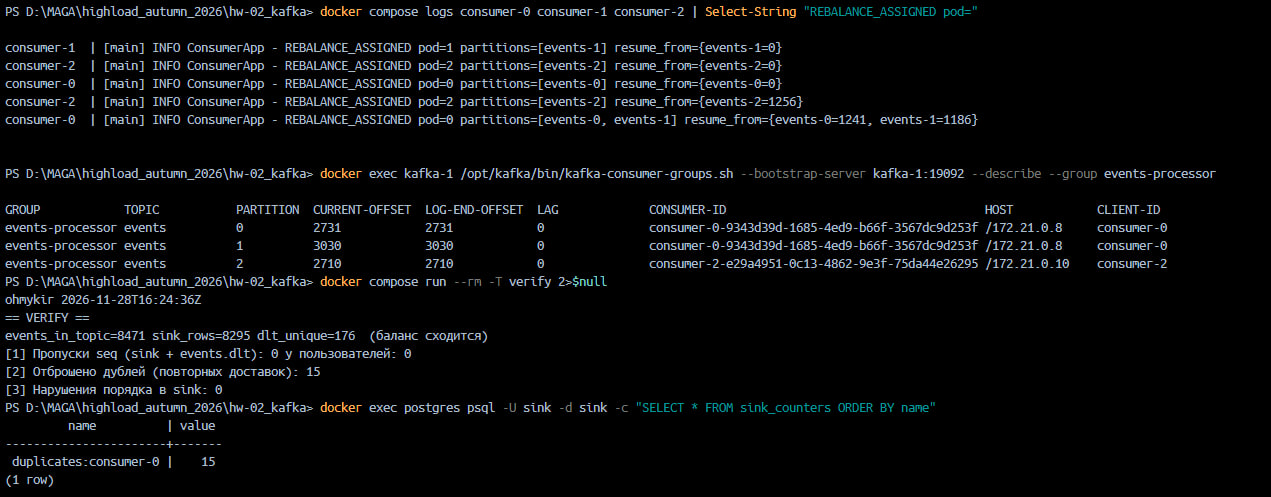 PS D:\MAGA\highload_autumn_2026\hw-02_kafka> docker compose logs consumer-0 consumer-1 consumer-2 | Select-String "REBALANCE_ASSIGNED pod="
consumer-1  | [main] INFO ConsumerApp - REBALANCE_ASSIGNED pod=1 partitions=[events-1] resume_from={events-1=0}
consumer-2  | [main] INFO ConsumerApp - REBALANCE_ASSIGNED pod=2 partitions=[events-2] resume_from={events-2=0}
consumer-0  | [main] INFO ConsumerApp - REBALANCE_ASSIGNED pod=0 partitions=[events-0] resume_from={events-0=0}
consumer-2  | [main] INFO ConsumerApp - REBALANCE_ASSIGNED pod=2 partitions=[events-2] resume_from={events-2=1256}
consumer-0  | [main] INFO ConsumerApp - REBALANCE_ASSIGNED pod=0 partitions=[events-0, events-1] resume_from={events-0=1241, events-1=1186}
PS D:\MAGA\highload_autumn_2026\hw-02_kafka> docker exec kafka-1 /opt/kafka/bin/kafka-consumer-groups.sh --bootstrap-server kafka-1:19092 --describe --group events-processor
GROUP            TOPIC           PARTITION  CURRENT-OFFSET  LOG-END-OFFSET  LAG             CONSUMER-ID                                     HOST            CLIENT-ID
events-processor events          0          2731            2731            0               consumer-0-9343d39d-1685-4ed9-b66f-3567dc9d253f /172.21.0.8     consumer-0
events-processor events          1          3030            3030            0               consumer-0-9343d39d-1685-4ed9-b66f-3567dc9d253f /172.21.0.8     consumer-0
events-processor events          2          2710            2710            0               consumer-2-e29a4951-0c13-4862-9e3f-75da44e26295 /172.21.0.10    consumer-2
PS D:\MAGA\highload_autumn_2026\hw-02_kafka> docker compose run --rm -T verify 2>$null
ohmykir 2026-11-28T16:24:36Z
== VERIFY ==
events_in_topic=8471 sink_rows=8295 dlt_unique=176  (баланс сходится)
[1] Пропуски seq (sink + events.dlt): 0 у пользователей: 0
[2] Отброшено дублей (повторных доставок): 15
[3] Нарушения порядка в sink: 0
PS D:\MAGA\highload_autumn_2026\hw-02_kafka> docker exec postgres psql -U sink -d sink -c "SELECT * FROM sink_counters ORDER BY name"
         name          | value
-----------------------+-------
 duplicates:consumer-0 |    15
(1 row)